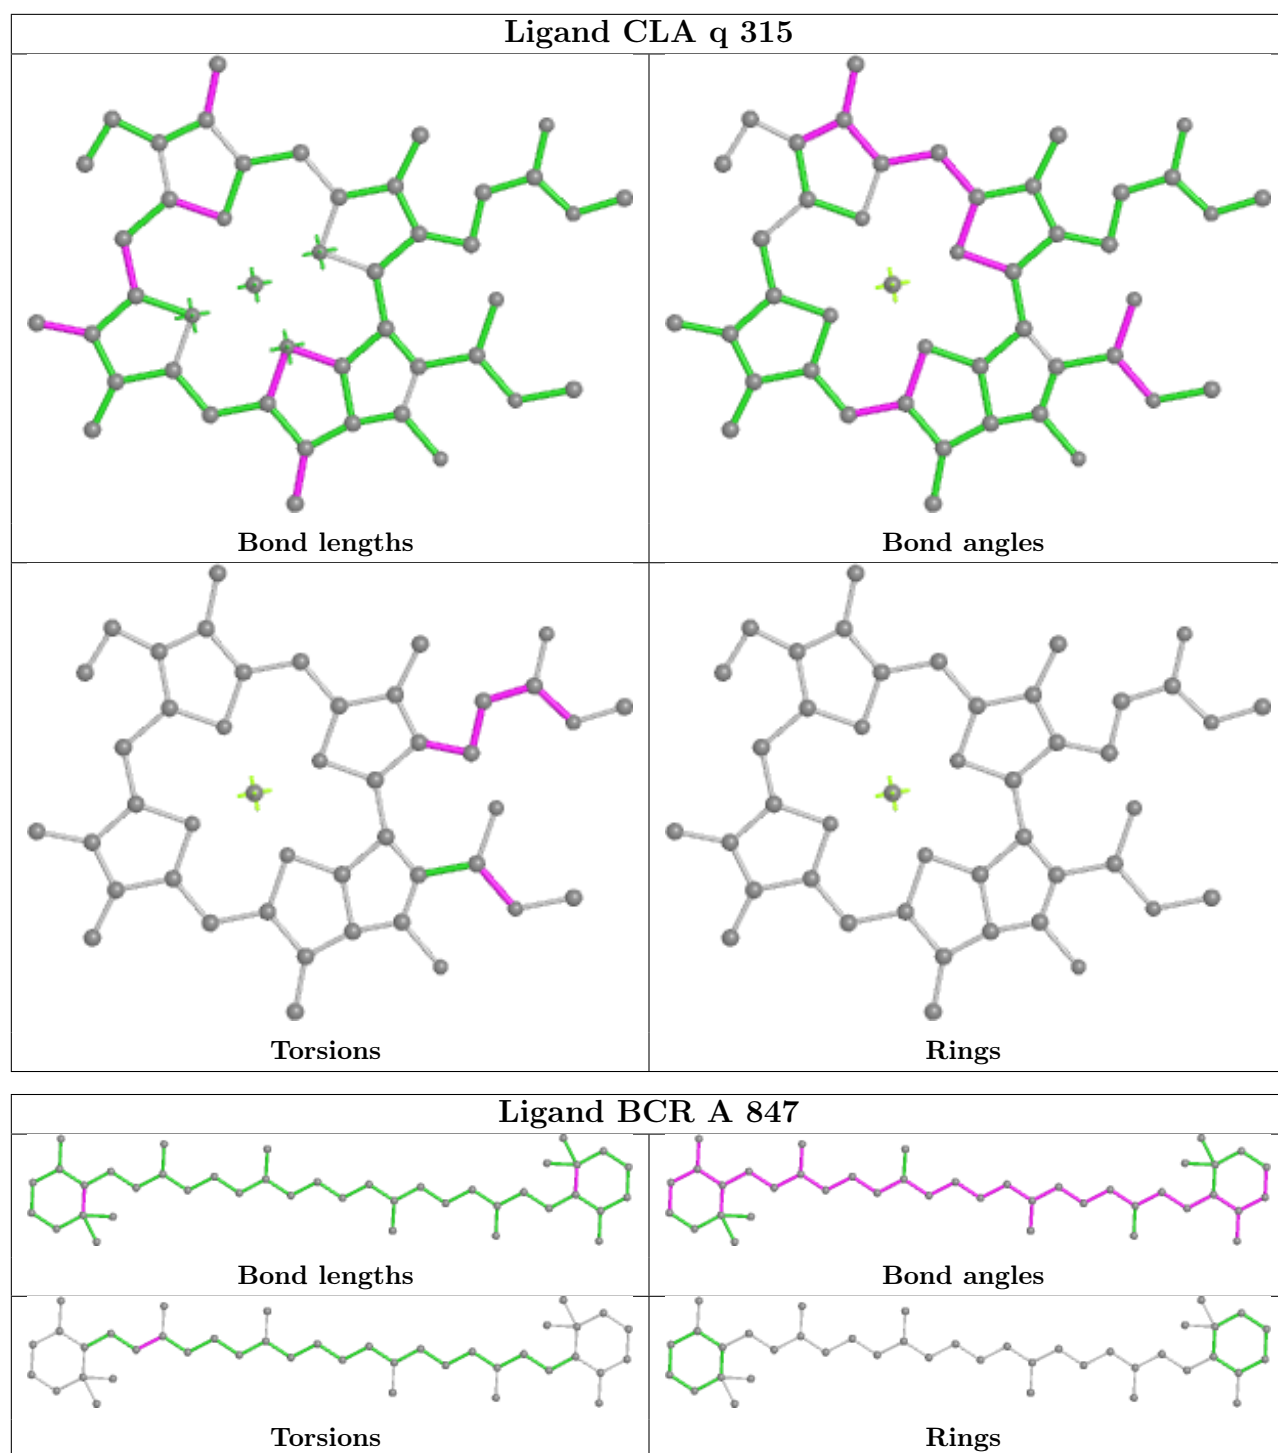 Ligand CLA q 315
Bond lengths
Bond angles
Torsions
Rings
Ligand BCR A 847
Bond lengths
Bond angles
Torsions
Rings